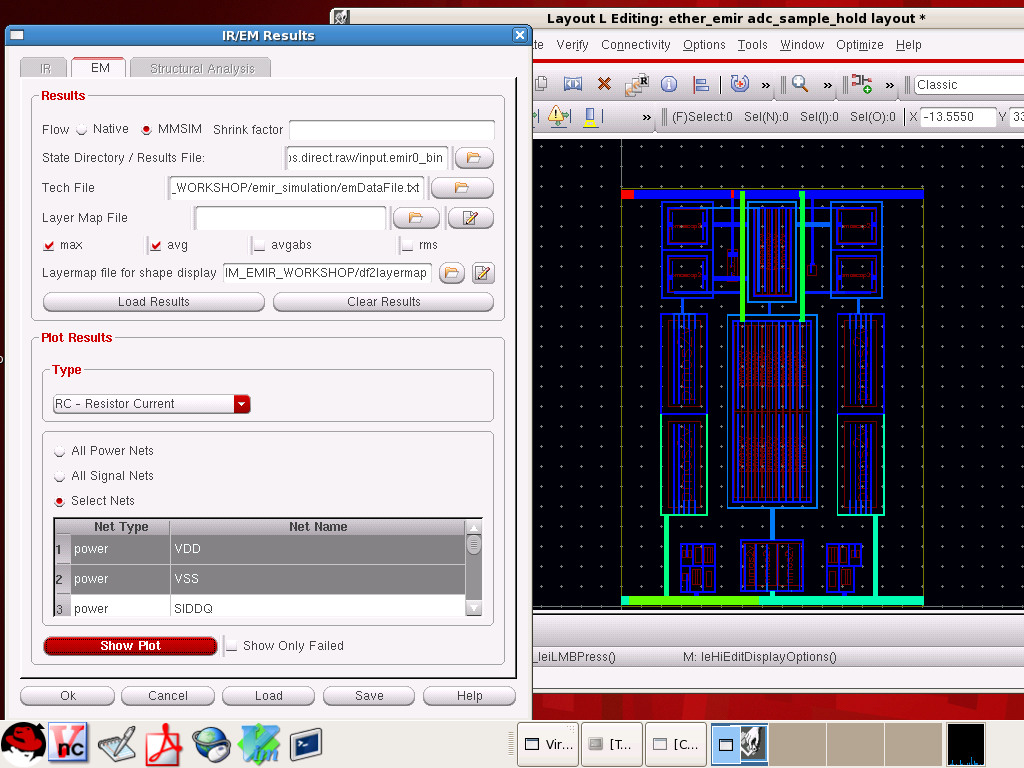 Layout L Editing: ether_emir adc_sample_hold layout *
IR/EM Results
Verify Connectivity Options Tools Window Optimize Help
IR EM Structural Analysis
Classic
(F)Select:0 Sel(N):0 Sel(I):0 Sel(O):0 X -13.5550 Y 33
Results
Flow Native MMSIM Shrink factor
State Directory / Results File: os.direct.raw/input.emir0_bin
Tech File _WORKSHOP/emir_simulation/emDataFile.txt
Layer Map File
max avg avgabs rms
Layermap file for shape display IM_EMIR_WORKSHOP/df2layermap
Load Results Clear Results
Plot Results
Type
RC - Resistor Current
All Power Nets
All Signal Nets
Select Nets
Net Type Net Name
1 power VDD
2 power VSS
3 power SIDDQ
Show Plot Show Only Failed
_leiLMBPress() M: leHiEditDisplayOptions()
Ok Cancel Load Save Help
Vir... [T... [C...